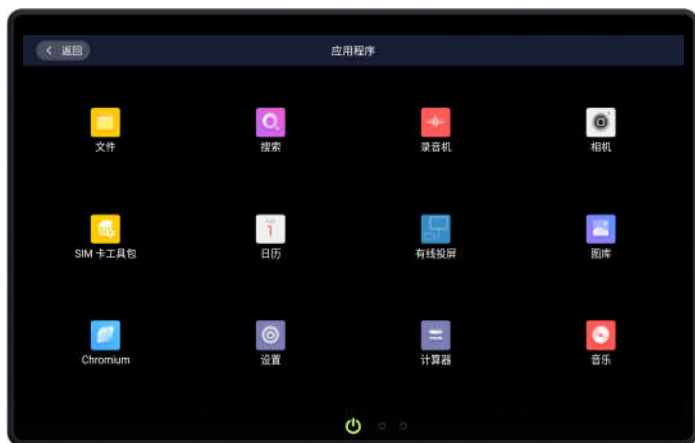 返回
应用程序
文件
搜索
录音机
相机
1
SIM 卡工具包
日历
有线投屏
图库
Chromium
设置
计算器
音乐